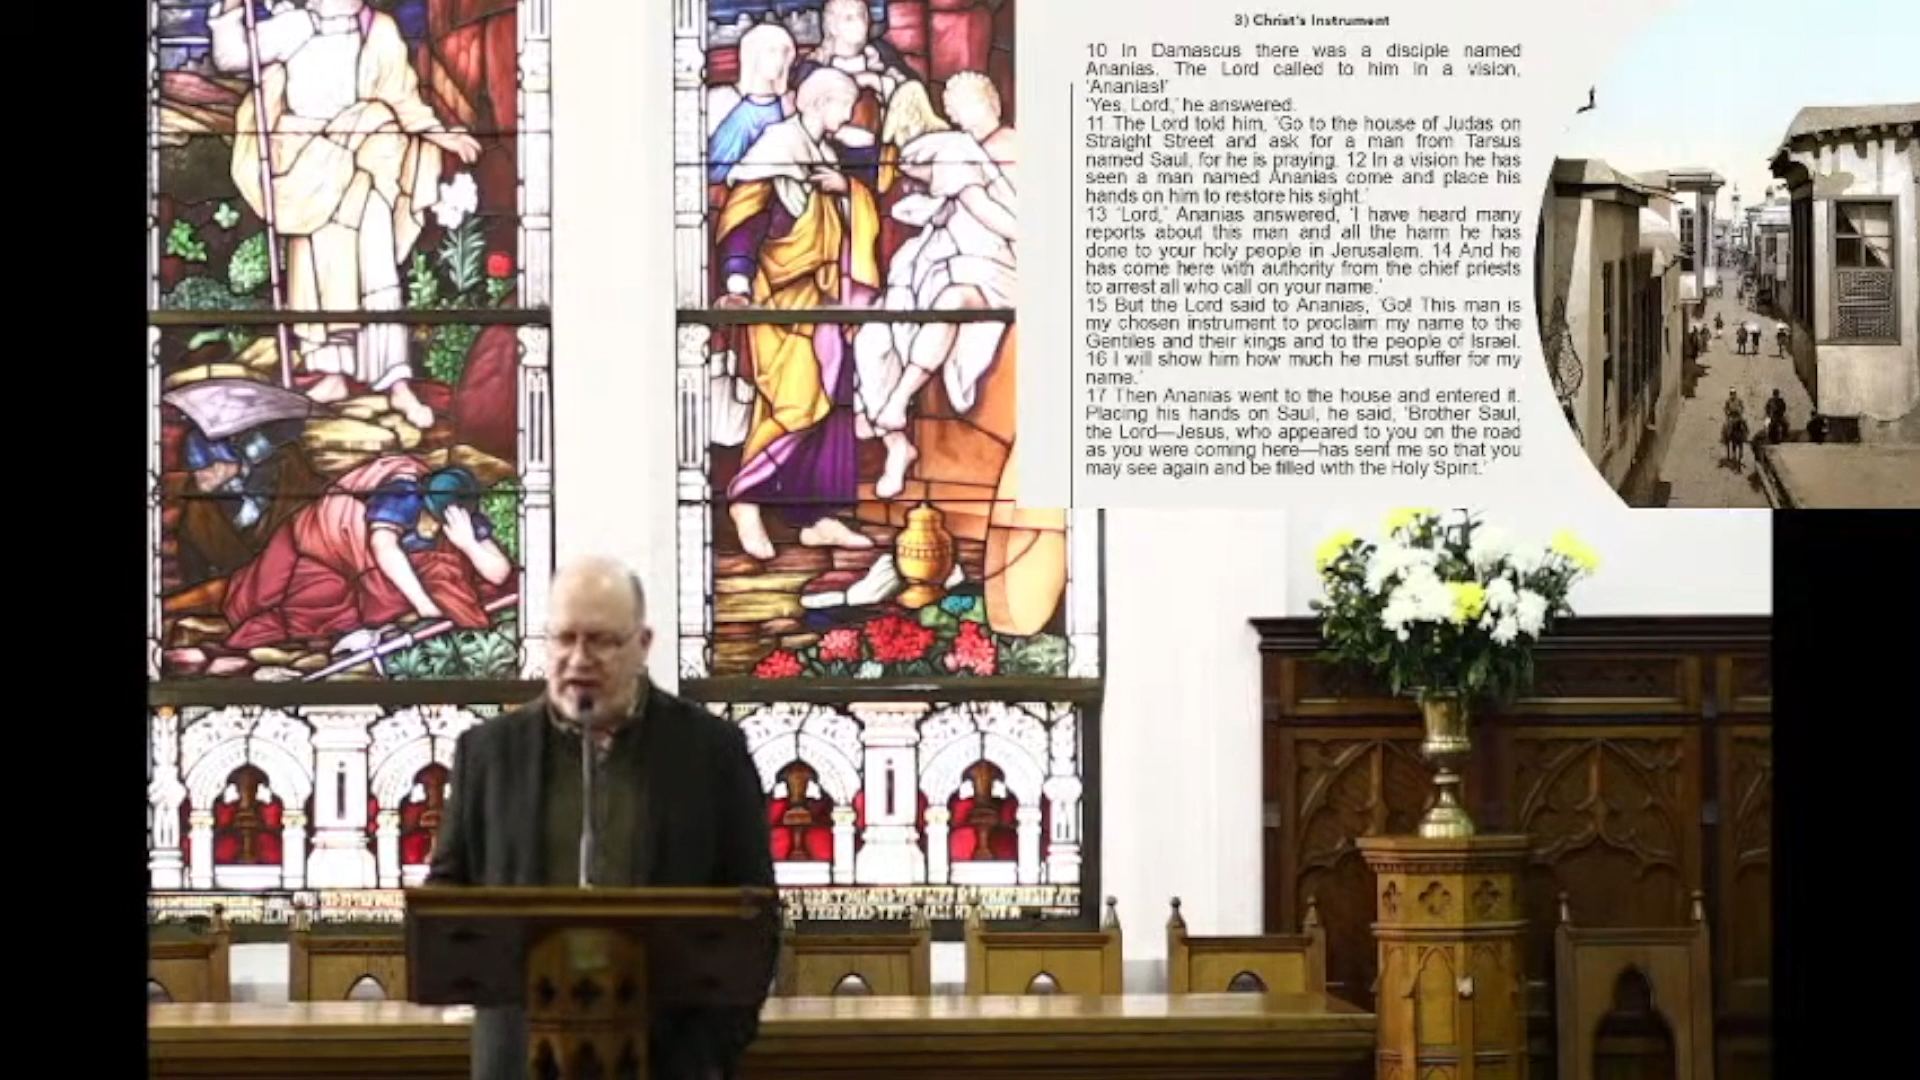 3) Christ's Instrument
10 In Damascus there was a disciple named
Ananias. The Lord called to him in a vision,
'Ananias!'
'Yes, Lord,' he answered.
11 The Lord told him, 'Go to the house of Judas on
Straight Street and ask for a man from Tarsus
named Saul, for he is praying. 12 In a vision he has
seen a man named Ananias come and place his
hands on him to restore his sight.'
13 'Lord,' Ananias answered, 'I have heard many
reports about this man and all the harm he has
done to your holy people in Jerusalem. 14 And he
has come here with authority from the chief priests
to arrest all who call on your name.'
15 But the Lord said to Ananias, 'Go! This man is
my chosen instrument to proclaim my name to the
Gentiles and their kings and to the people of Israel.
16 I will show him how much he must suffer for my
name.'
17 Then Ananias went to the house and entered it.
Placing his hands on Saul, he said, 'Brother Saul,
the Lord—Jesus, who appeared to you on the road
as you were coming here—has sent me so that you
may see again and be filled with the Holy Spirit.'